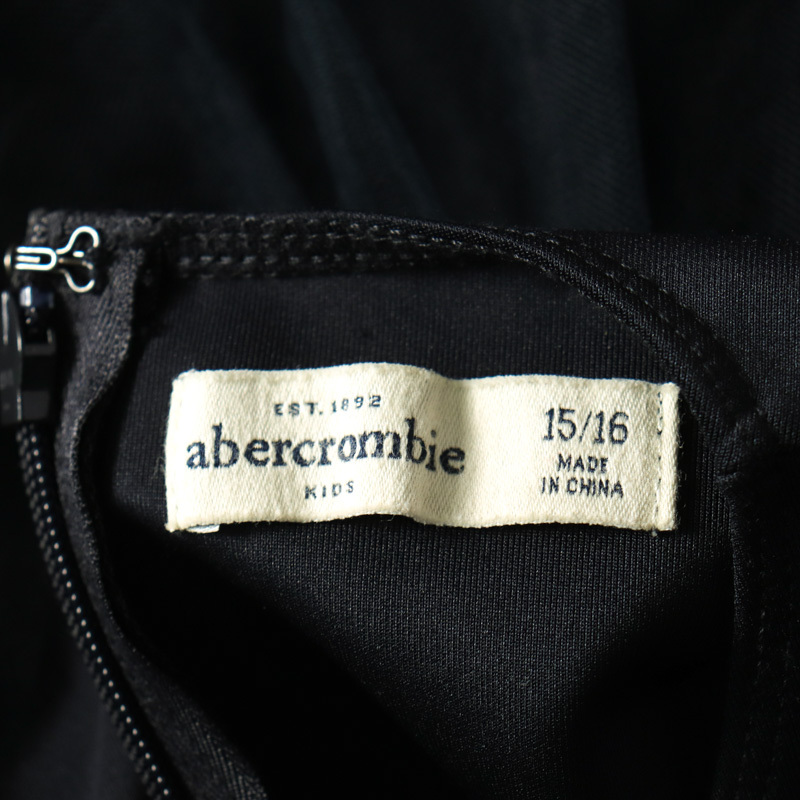 EST. 1892
abercrombie
KIDS
15/16
MADE
IN CHINA